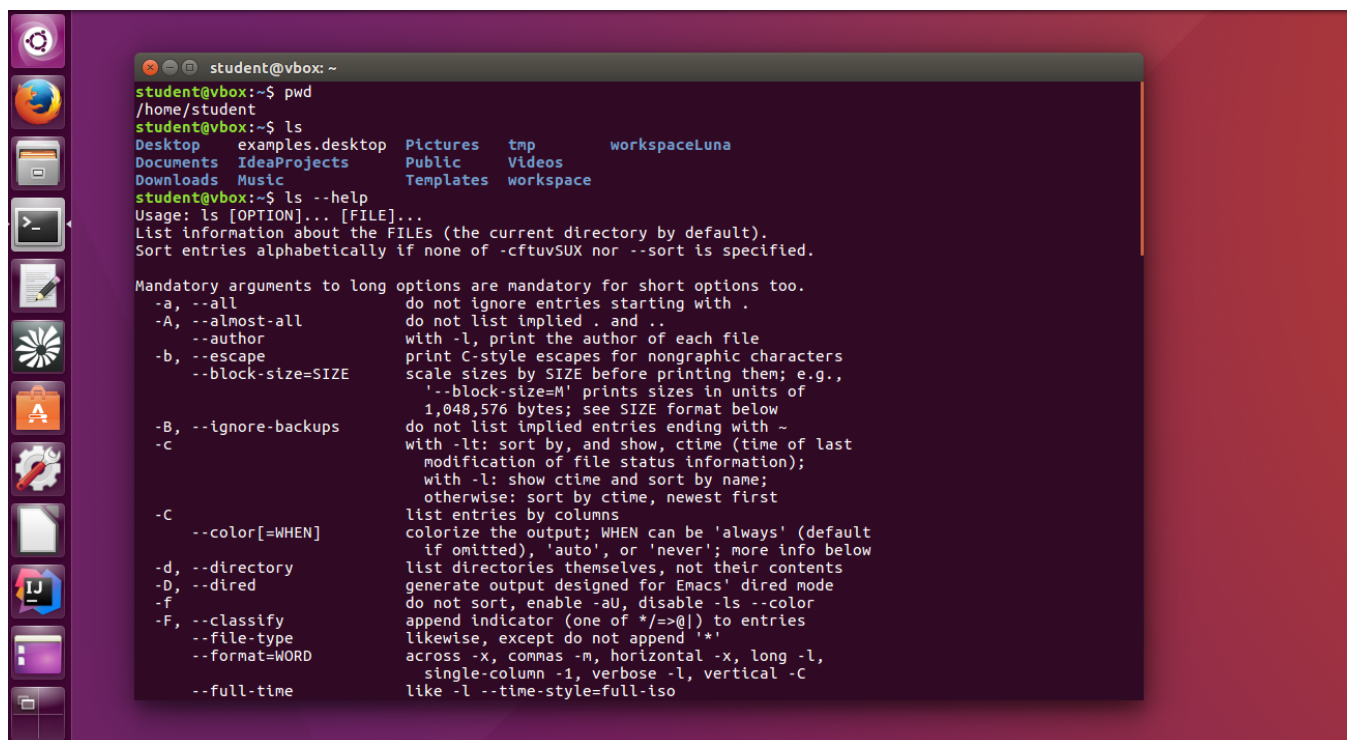 student@vbox: ~
student@vbox:~$ pwd
/home/student
student@vbox:~$ ls
Desktop    examples.desktop  Pictures   tmp        workspaceLuna
Documents  IdeaProjects      Public     Videos
Downloads  Music             Templates  workspace
student@vbox:~$ ls --help
Usage: ls [OPTION]... [FILE]...
List information about the FILEs (the current directory by default).
Sort entries alphabetically if none of -cftuvSUX nor --sort is specified.

Mandatory arguments to long options are mandatory for short options too.
  -a, --all                  do not ignore entries starting with .
  -A, --almost-all           do not list implied . and ..
      --author               with -l, print the author of each file
  -b, --escape               print C-style escapes for nongraphic characters
      --block-size=SIZE      scale sizes by SIZE before printing them; e.g.,
                               '--block-size=M' prints sizes in units of
                               1,048,576 bytes; see SIZE format below
  -B, --ignore-backups       do not list implied entries ending with ~
  -c                         with -lt: sort by, and show, ctime (time of last
                               modification of file status information);
                               with -l: show ctime and sort by name;
                               otherwise: sort by ctime, newest first
  -C                         list entries by columns
      --color[=WHEN]         colorize the output; WHEN can be 'always' (default
                               if omitted), 'auto', or 'never'; more info below
  -d, --directory            list directories themselves, not their contents
  -D, --dired                generate output designed for Emacs' dired mode
  -f                         do not sort, enable -aU, disable -ls --color
  -F, --classify             append indicator (one of */=>@|) to entries
      --file-type            likewise, except do not append '*'
      --format=WORD          across -x, commas -m, horizontal -x, long -l,
                               single-column -1, verbose -l, vertical -C
      --full-time            like -l --time-style=full-iso
IJ